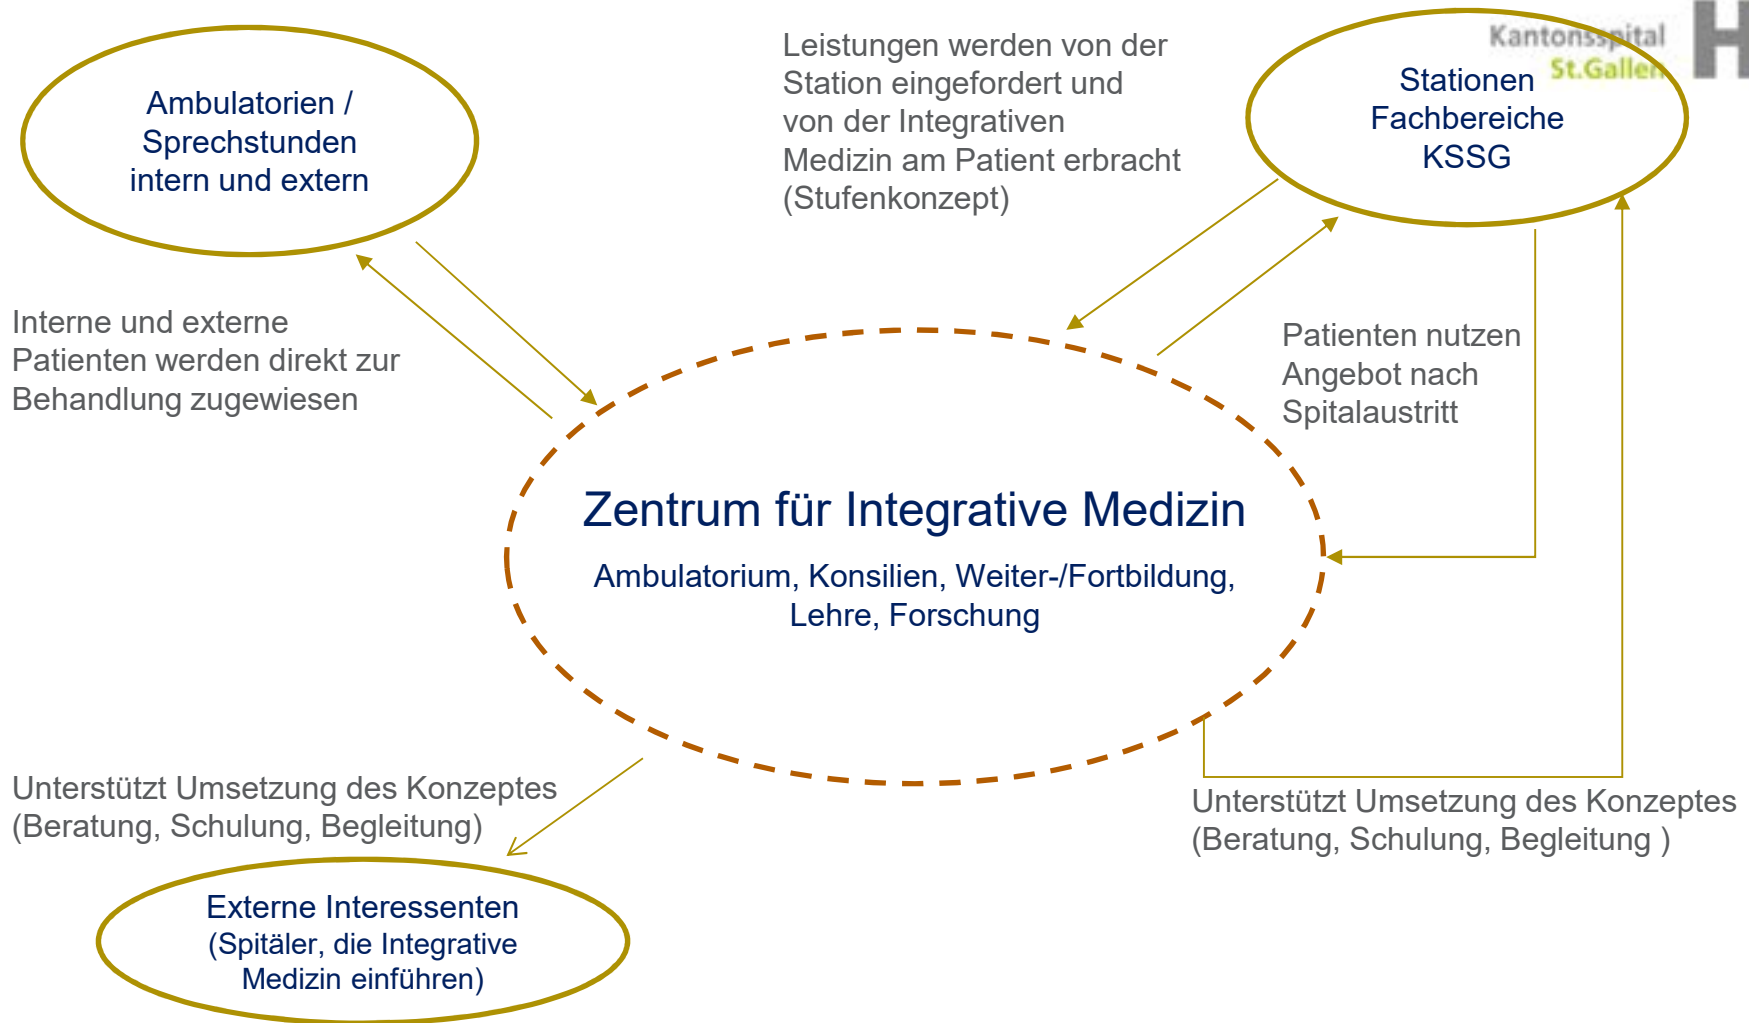 Kantonsspital
St.Gallen
H
Ambulatorien /
Sprechstunden
intern und extern
Leistungen werden von der
Station eingefordert und
von der Integrativen
Medizin am Patient erbracht
(Stufenkonzept)
Stationen
Fachbereiche
KSSG
Interne und externe
Patienten werden direkt zur
Behandlung zugewiesen
Patienten nutzen
Angebot nach
Spitalaustritt
Zentrum für Integrative Medizin
Ambulatorium, Konsilien, Weiter-/Fortbildung,
Lehre, Forschung
Unterstützt Umsetzung des Konzeptes
(Beratung, Schulung, Begleitung)
Unterstützt Umsetzung des Konzeptes
(Beratung, Schulung, Begleitung )
Externe Interessenten
(Spitäler, die Integrative
Medizin einführen)